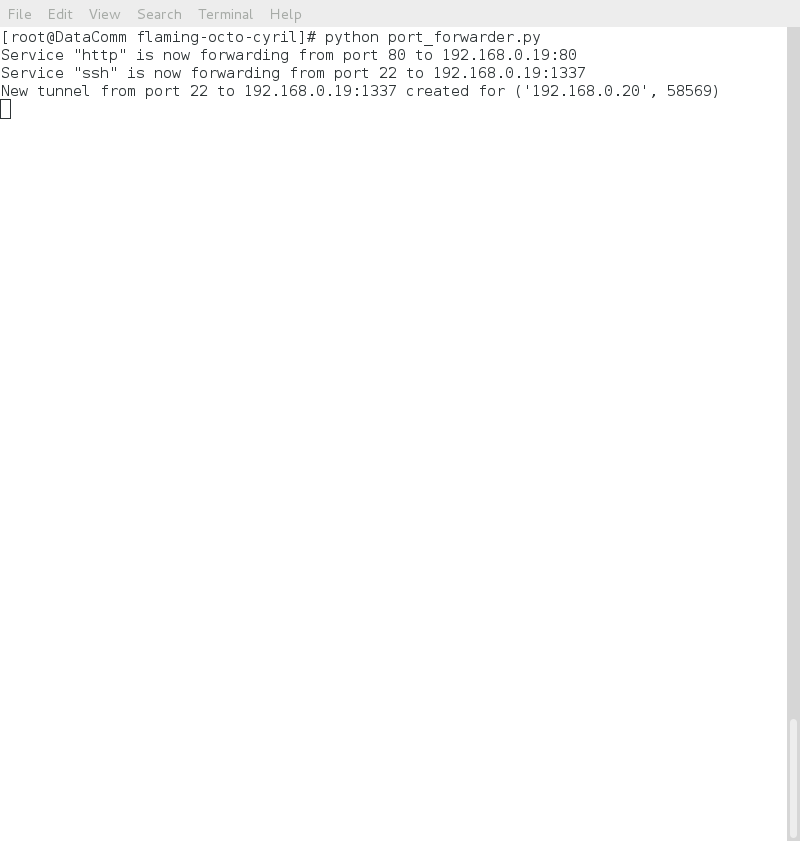 File Edit View Search Terminal Help
[root@DataComm flaming-octo-cyril]# python port_forwarder.py
Service "http" is now forwarding from port 80 to 192.168.0.19:80
Service "ssh" is now forwarding from port 22 to 192.168.0.19:1337
New tunnel from port 22 to 192.168.0.19:1337 created for ('192.168.0.20', 58569)